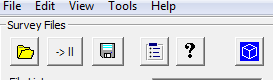 File Edit View Tools Help
Survey Files
-> II ?